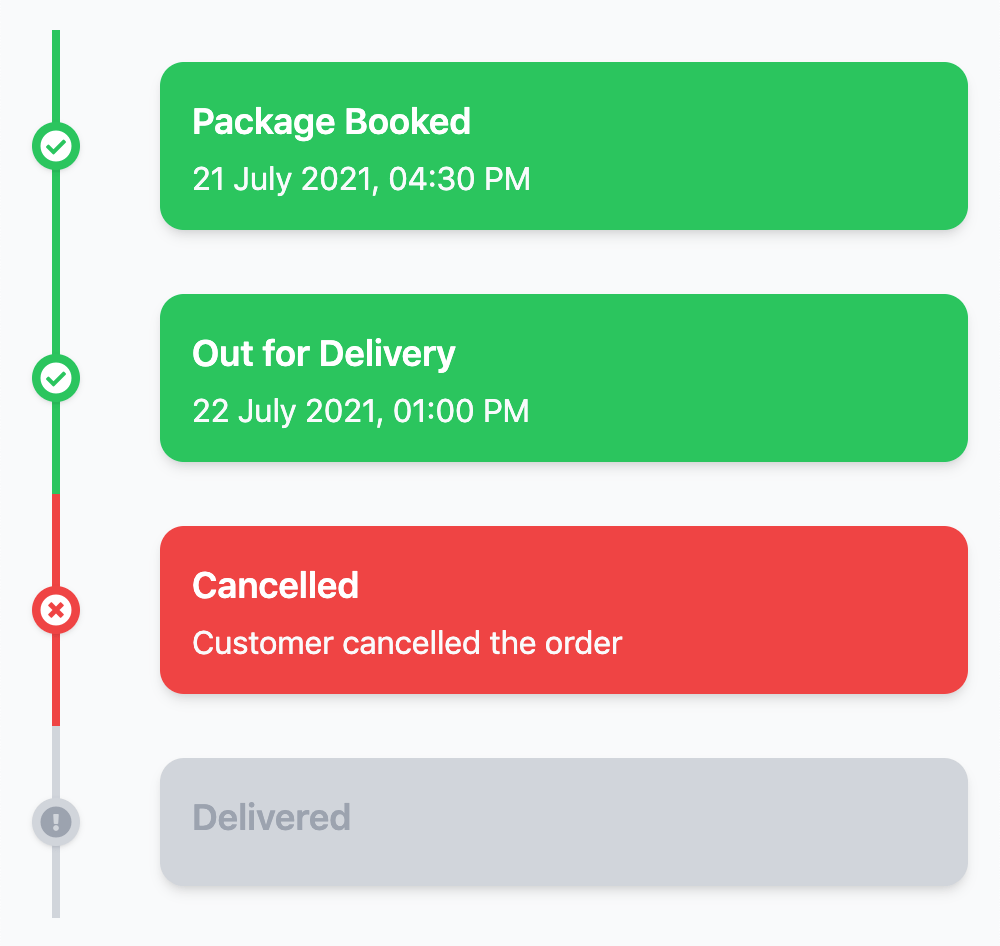 Package Booked
21 July 2021, 04:30 PM
Out for Delivery
22 July 2021, 01:00 PM
Cancelled
Customer cancelled the order
Delivered